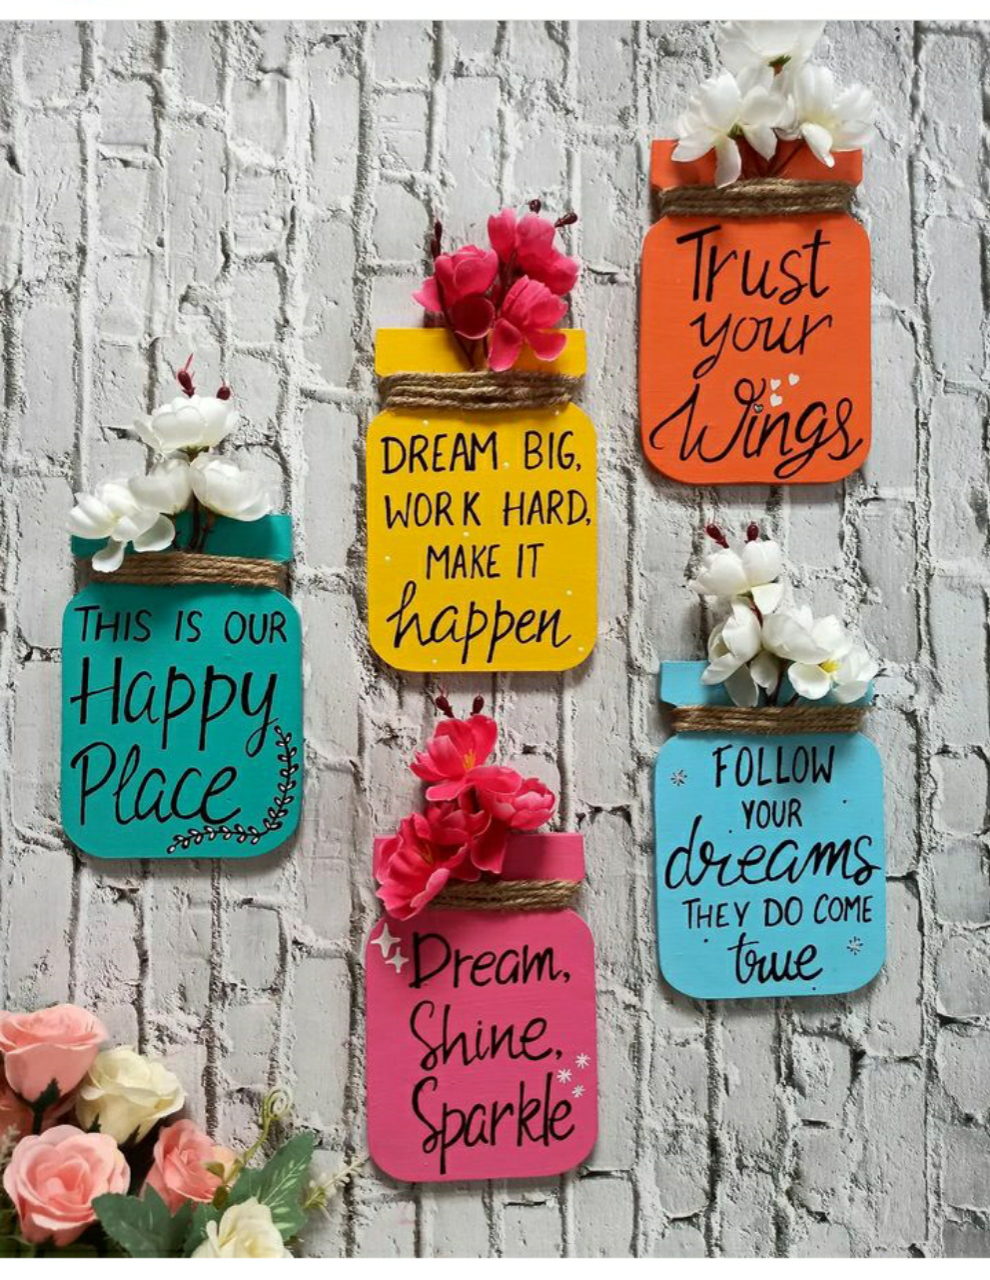 THIS IS OUR
Happy
Place
DREAM BIG,
WORK HARD,
MAKE IT
happen
Dream,
Shine,
Sparkle
Trust
your
Wings
FOLLOW
YOUR
dreams
THEY DO COME
true